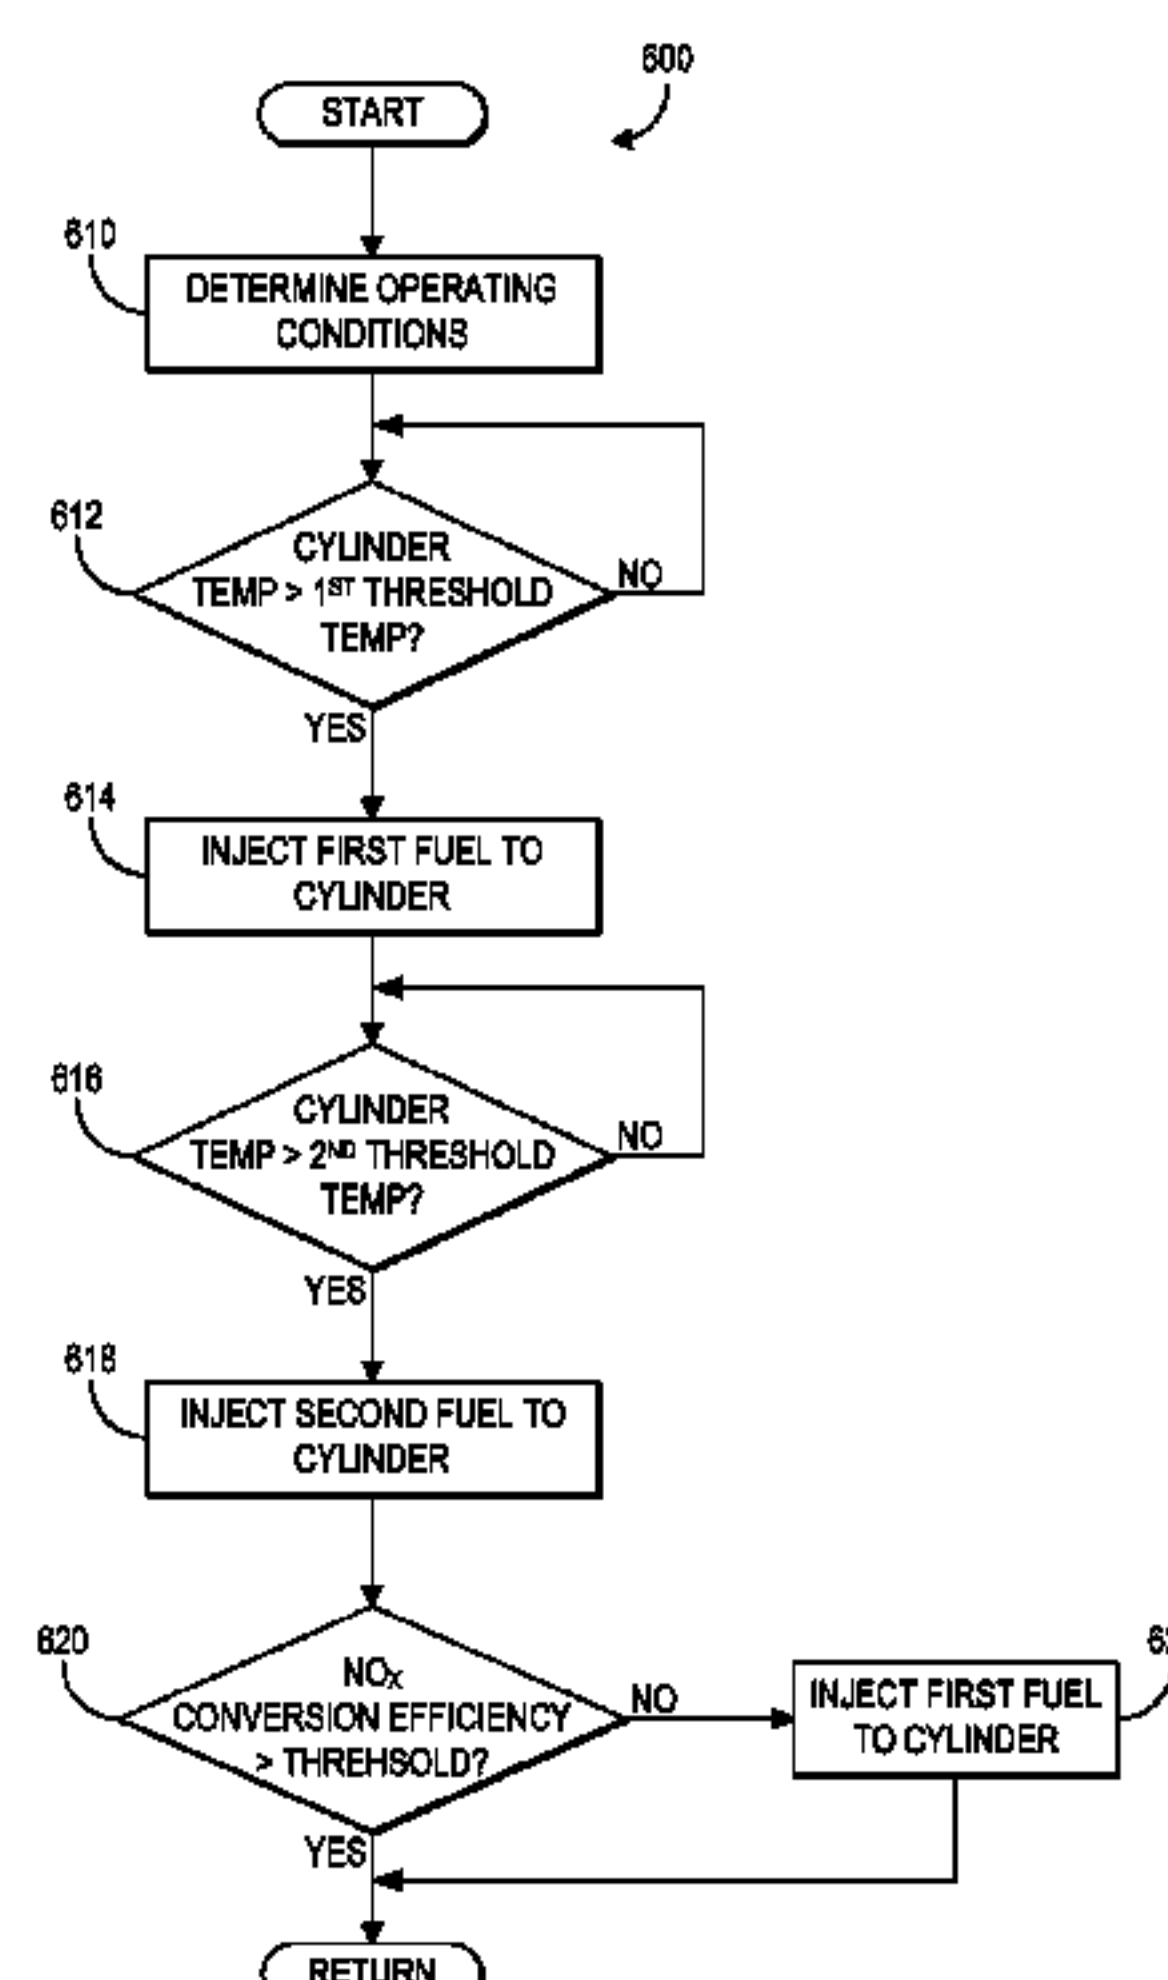 600
START
610
DETERMINE OPERATING
CONDITIONS
612
CYLINDER
TEMP > 1ST THRESHOLD
TEMP?
NO
YES
614
INJECT FIRST FUEL TO
CYLINDER
616
CYLINDER
TEMP > 2ND THRESHOLD
TEMP?
NO
YES
618
INJECT SECOND FUEL TO
CYLINDER
620
NOX
CONVERSION EFFICIENCY
> THREHSOLD?
NO
INJECT FIRST FUEL
TO CYLINDER
YES
RETURN